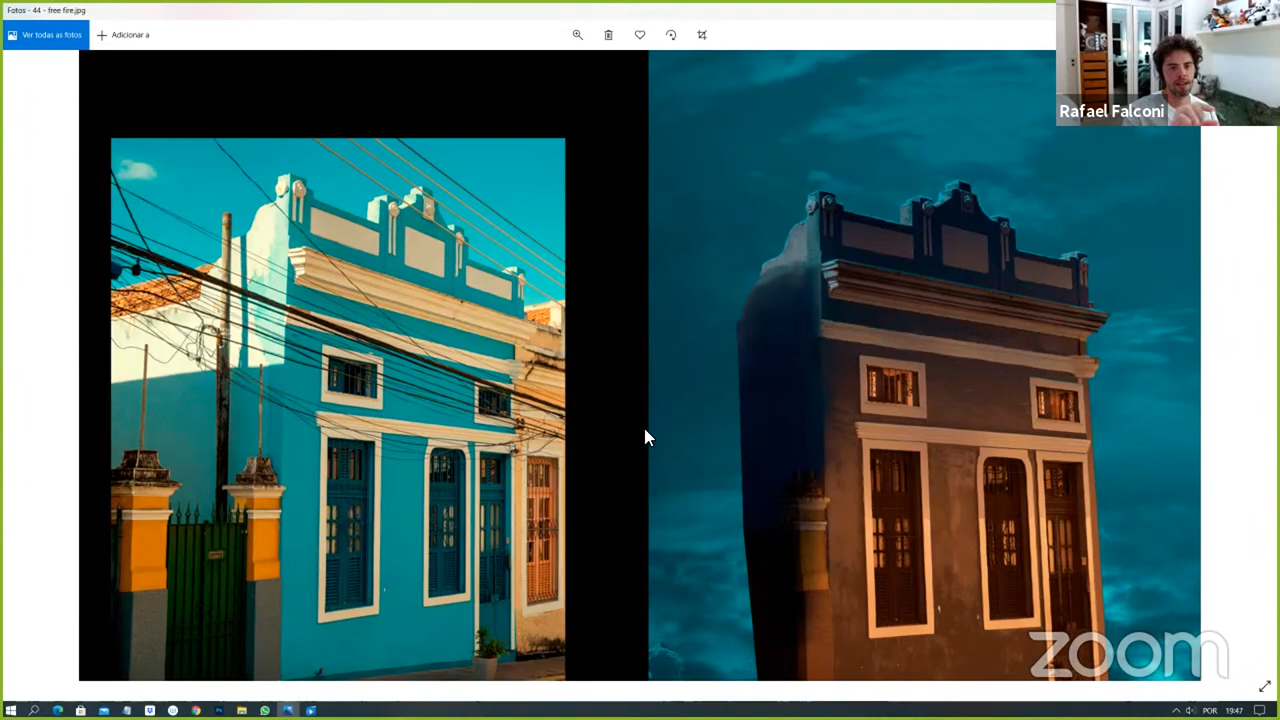 Fotos - 44 - free fire.jpg
Ver todas as fotos
Adicionar a
Rafael Falconi
zoom
POR
19:47